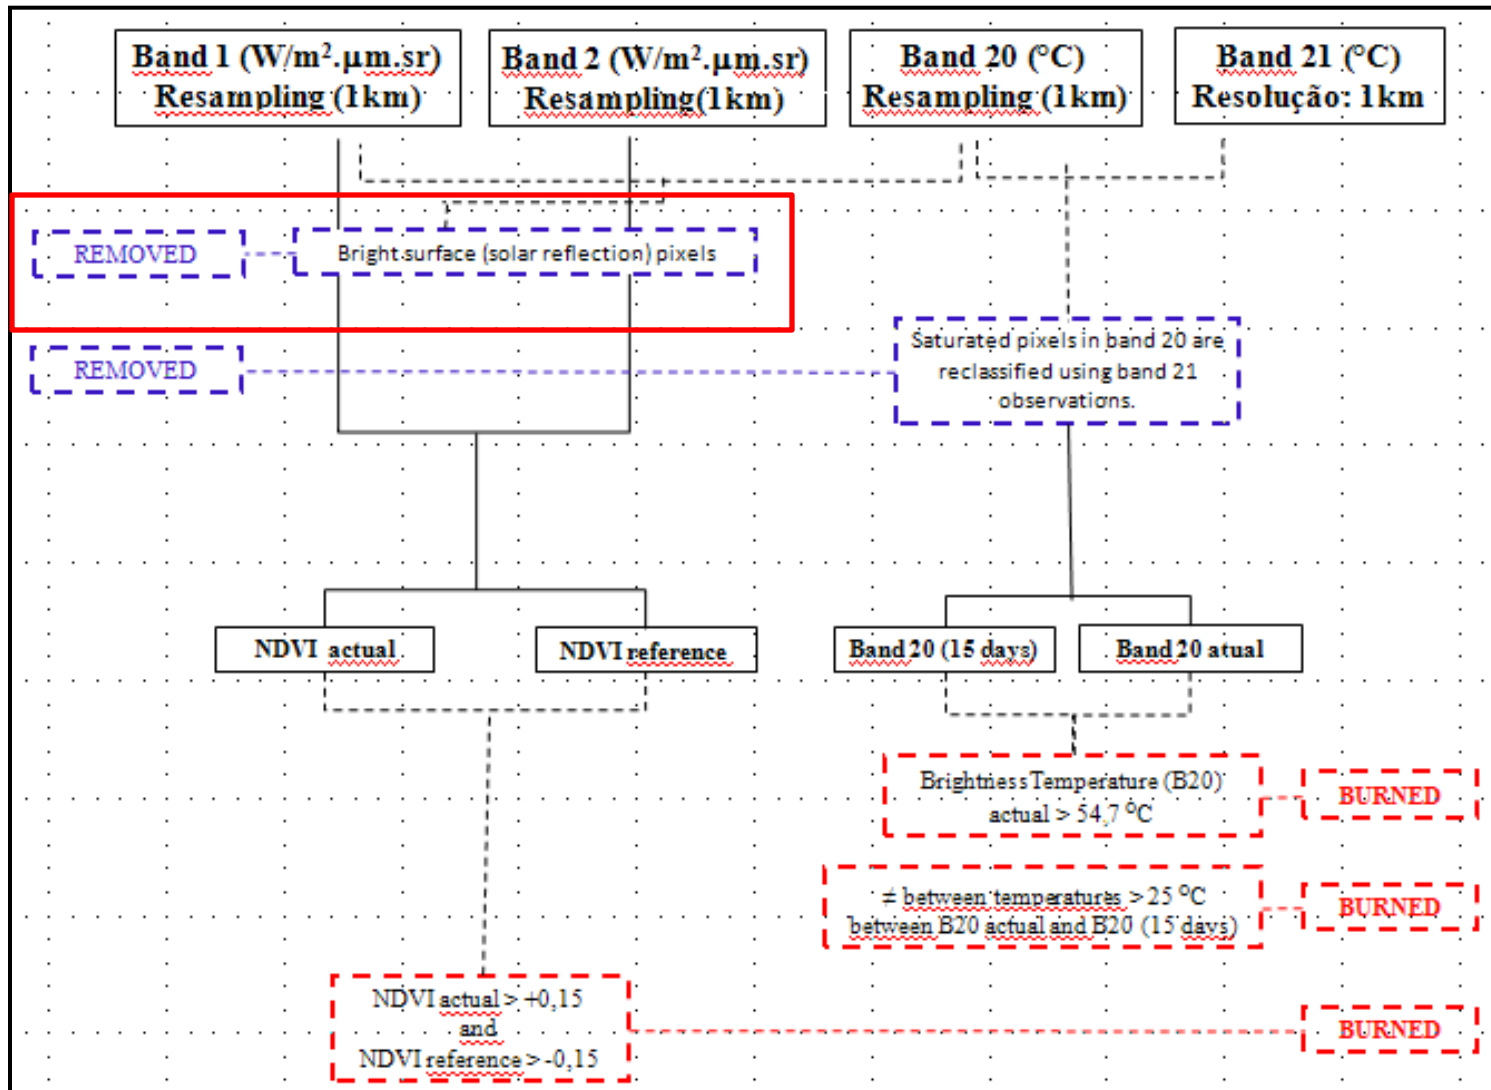 Band 1 (W/m².µm.sr)
Resampling (1km)
Band 2 (W/m².µm.sr)
Resampling(1km)
Band 20 (°C)
Resampling (1km)
Band 21 (°C)
Resolução: 1km
REMOVED
Bright surface (solar reflection) pixels
REMOVED
Saturated pixels in band 20 are
reclassified using band 21
observations.
NDVI actual
NDVI reference
Band 20 (15 days)
Band 20 atual
Brightness Temperature (B20)
actual > 54,7 °C
BURNED
≠ between temperatures > 25 °C
between B20 actual and B20 (15 days)
BURNED
NDVI actual > +0,15
and
NDVI reference > -0,15
BURNED